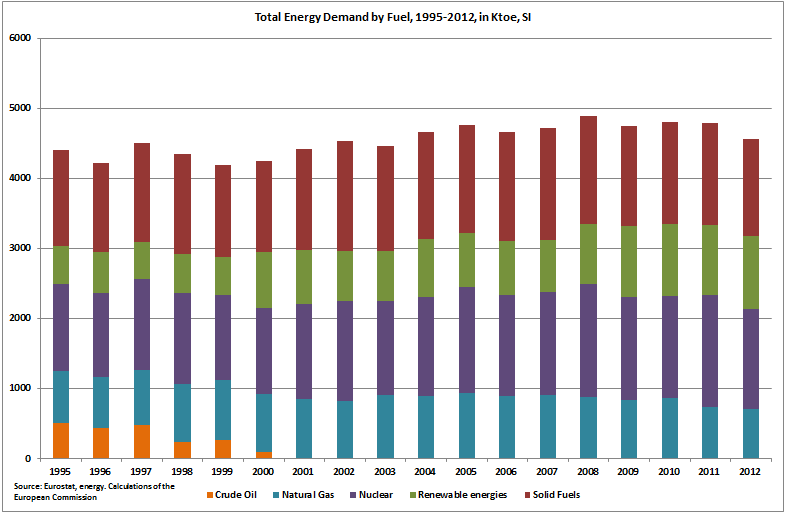 Total Energy Demand by Fuel, 1995-2012, in Ktoe, SI
6000
5000
4000
3000
2000
1000
0
1995 1996 1997 1998 1999 2000 2001 2002 2003 2004 2005 2006 2007 2008 2009 2010 2011 2012
Source: Eurostat, energy. Calculations of the
European Commission
Crude Oil Natural Gas Nuclear Renewable energies Solid Fuels